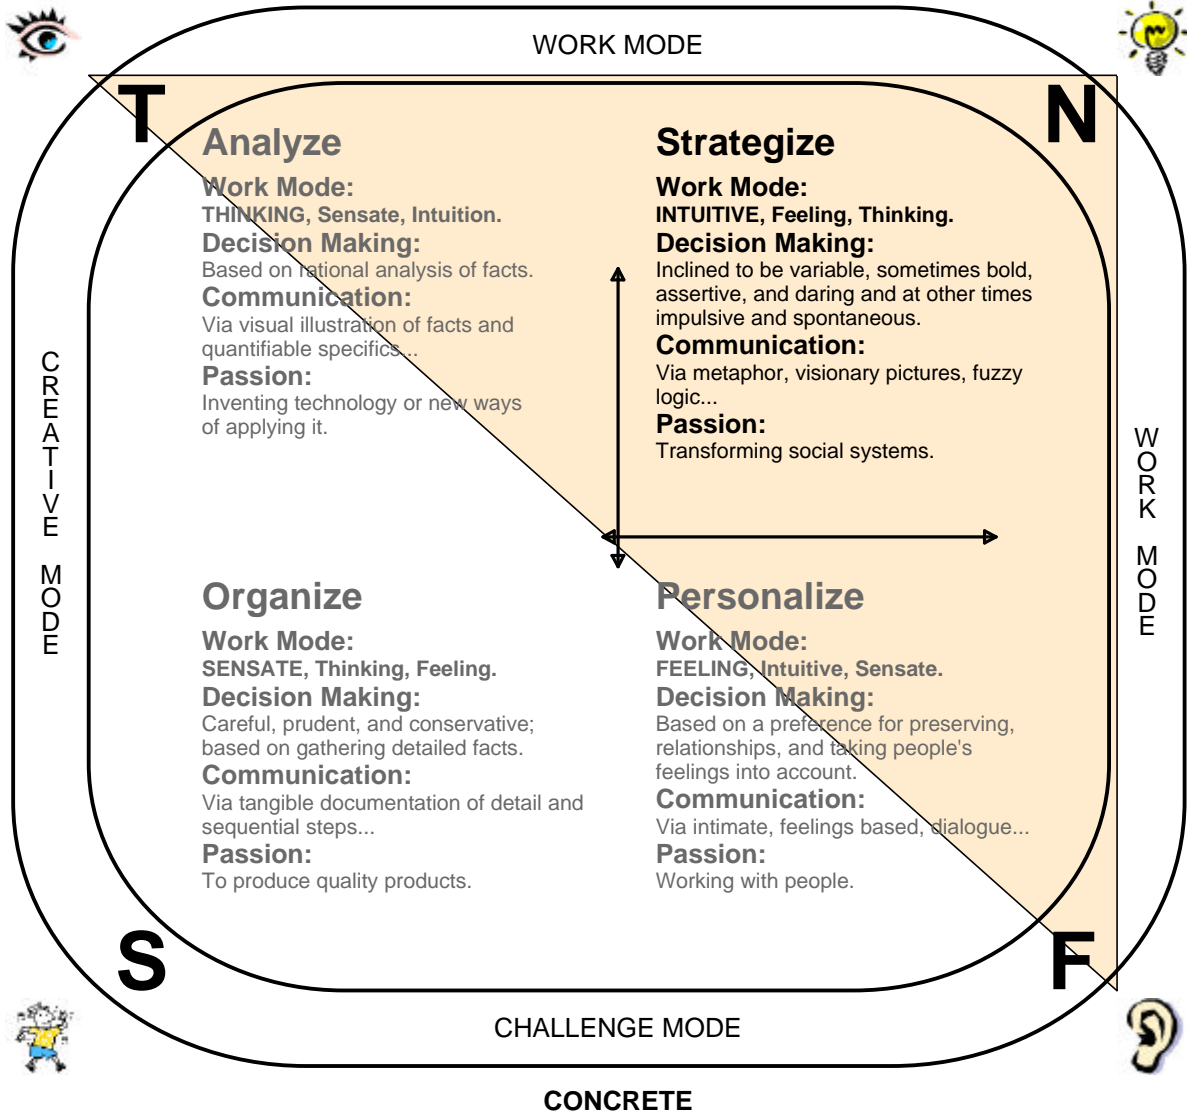 WORK MODE
T
N
Analyze
Work Mode:
THINKING, Sensate, Intuition.
Decision Making:
Based on rational analysis of facts.
Communication:
Via visual illustration of facts and
quantifiable specifics...
Passion:
Inventing technology or new ways
of applying it.
Strategize
Work Mode:
INTUITIVE, Feeling, Thinking.
Decision Making:
Inclined to be variable, sometimes bold,
assertive, and daring and at other times
impulsive and spontaneous.
Communication:
Via metaphor, visionary pictures, fuzzy
logic...
Passion:
Transforming social systems.
CREATIVE MODE
WORK MODE
Organize
Work Mode:
SENSATE, Thinking, Feeling.
Decision Making:
Careful, prudent, and conservative;
based on gathering detailed facts.
Communication:
Via tangible documentation of detail and
sequential steps...
Passion:
To produce quality products.
Personalize
Work Mode:
FEELING, Intuitive, Sensate.
Decision Making:
Based on a preference for preserving,
relationships, and taking people's
feelings into account.
Communication:
Via intimate, feelings based, dialogue...
Passion:
Working with people.
S
F
CHALLENGE MODE
CONCRETE